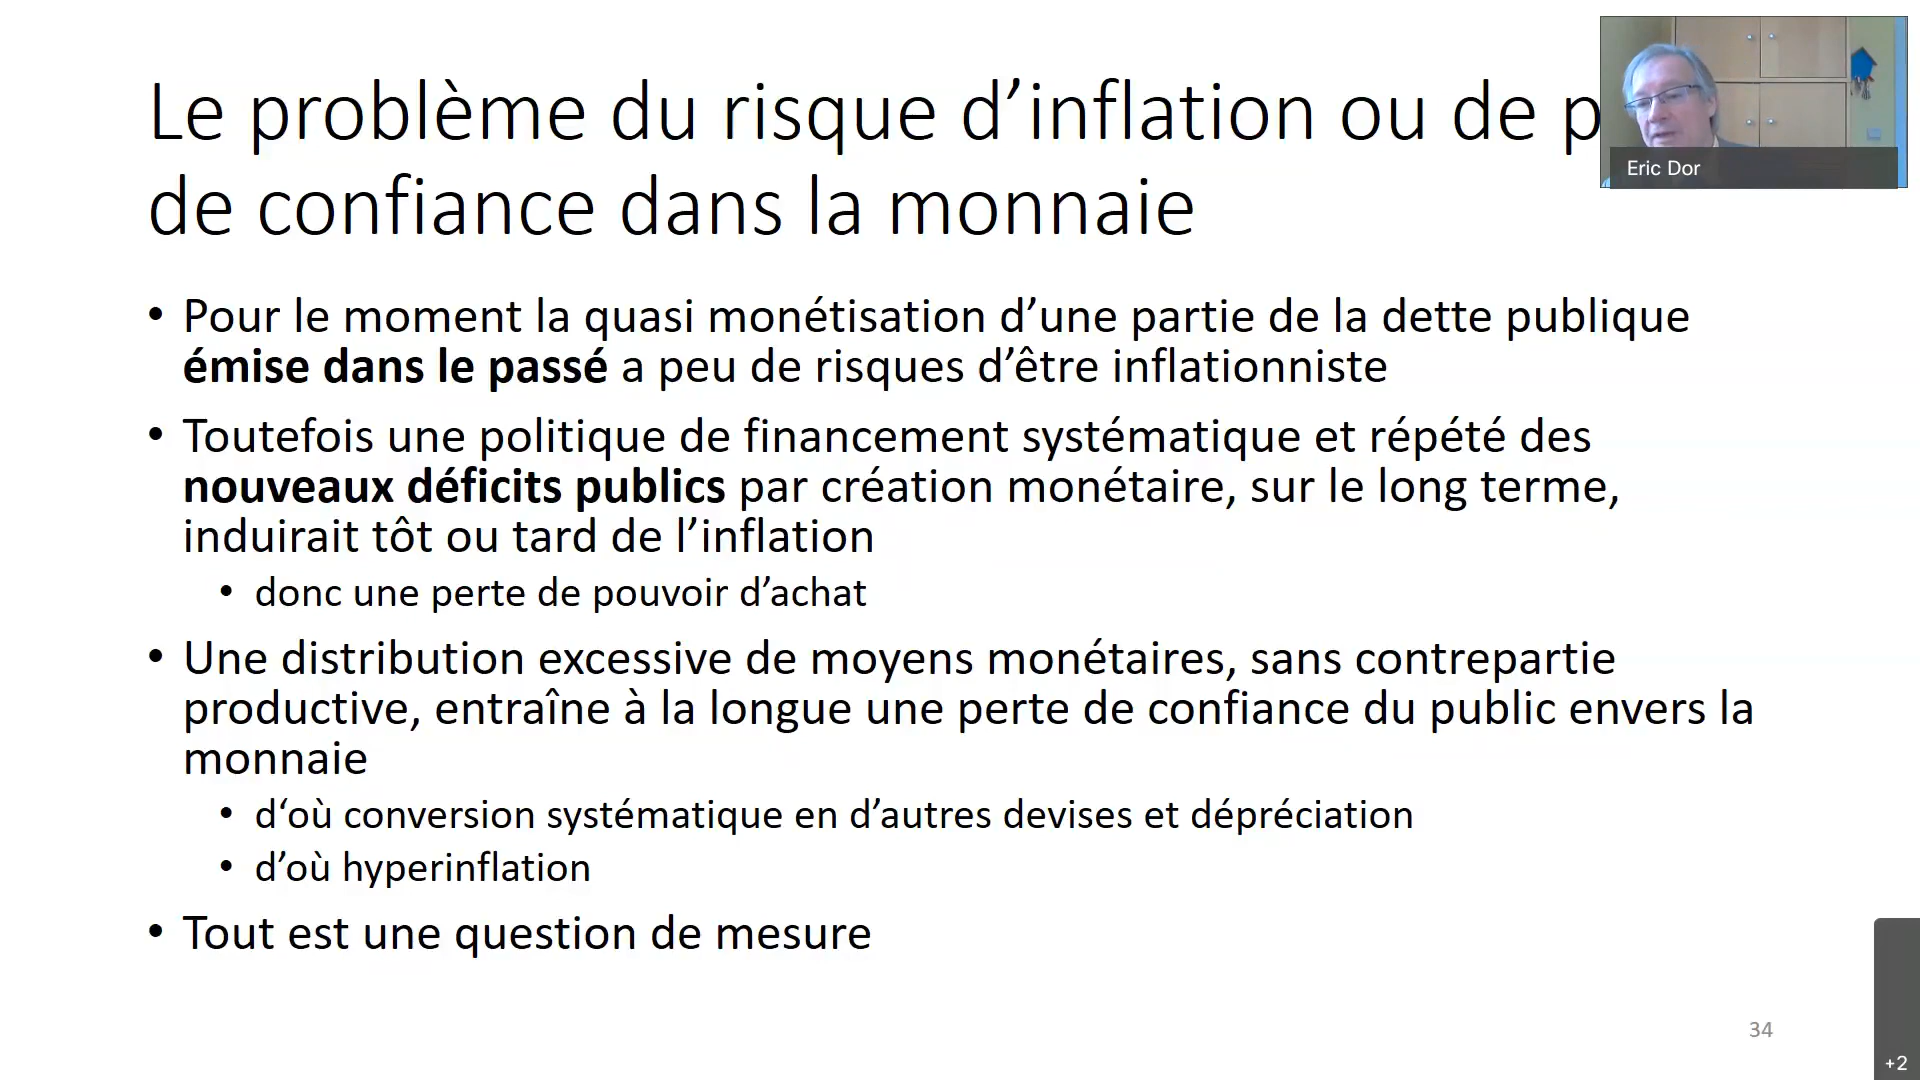 Le problème du risque d’inflation ou de p
de confiance dans la monnaie
Eric Dor
• Pour le moment la quasi monétisation d’une partie de la dette publique
émise dans le passé a peu de risques d’être inflationniste
• Toutefois une politique de financement systématique et répété des
nouveaux déficits publics par création monétaire, sur le long terme,
induirait tôt ou tard de l’inflation
• donc une perte de pouvoir d’achat
• Une distribution excessive de moyens monétaires, sans contrepartie
productive, entraîne à la longue une perte de confiance du public envers la
monnaie
• d‘où conversion systématique en d’autres devises et dépréciation
• d’où hyperinflation
• Tout est une question de mesure
34
+2